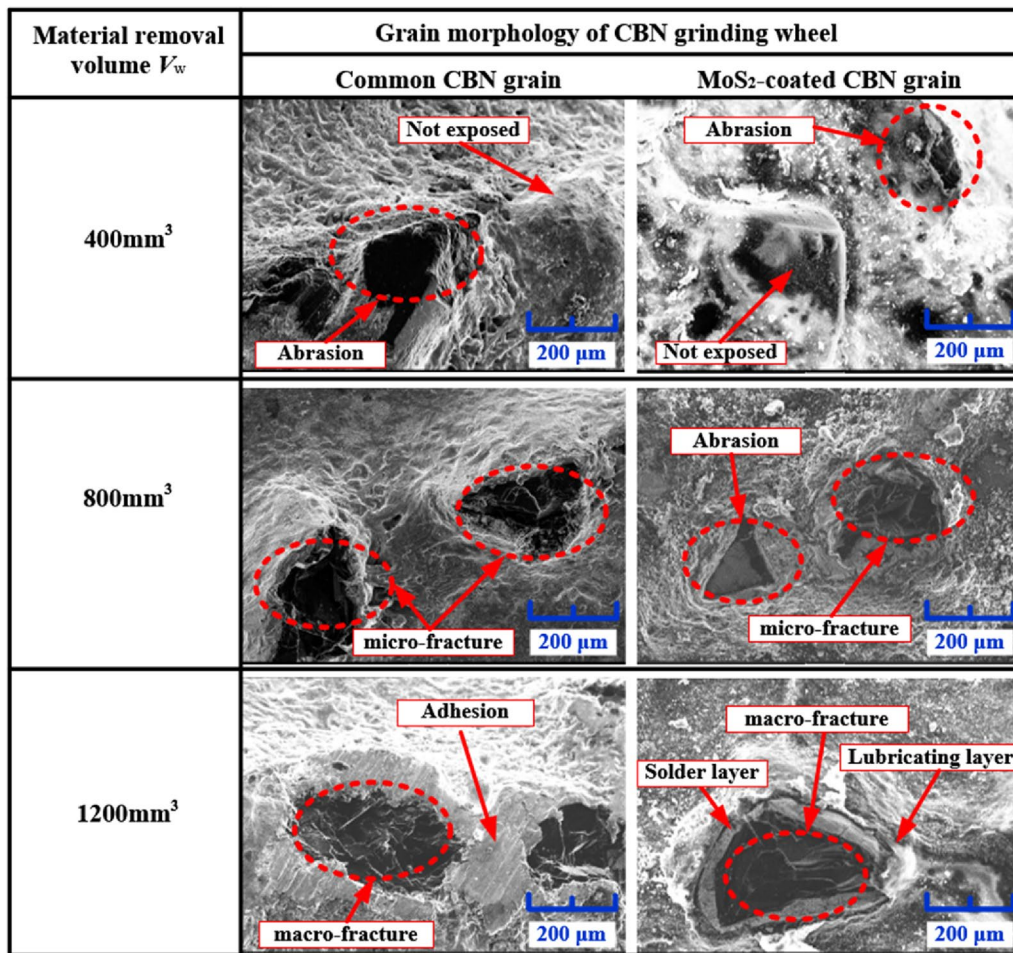 Material removal
volume Vw
Grain morphology of CBN grinding wheel
Common CBN grain
MoS₂-coated CBN grain
400mm³
Not exposed
Abrasion
200 μm
Abrasion
Not exposed
200 μm
800mm³
micro-fracture
200 μm
Abrasion
micro-fracture
200 μm
1200mm³
Adhesion
macro-fracture
200 μm
macro-fracture
Solder layer
Lubricating layer
200 μm